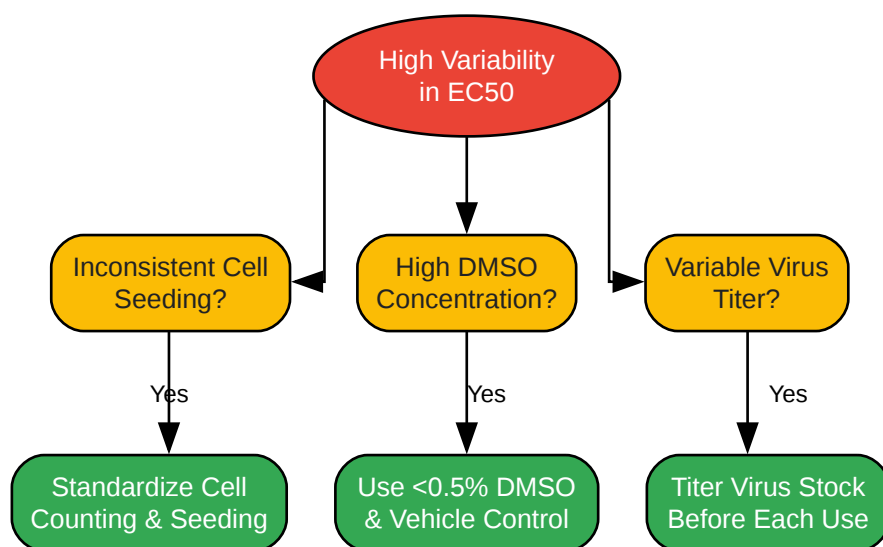 High Variability
in EC50
Inconsistent Cell
Seeding?
High DMSO
Concentration?
Variable Virus
Titer?
Yes
Yes
Yes
Standardize Cell
Counting & Seeding
Use <0.5% DMSO
& Vehicle Control
Titer Virus Stock
Before Each Use